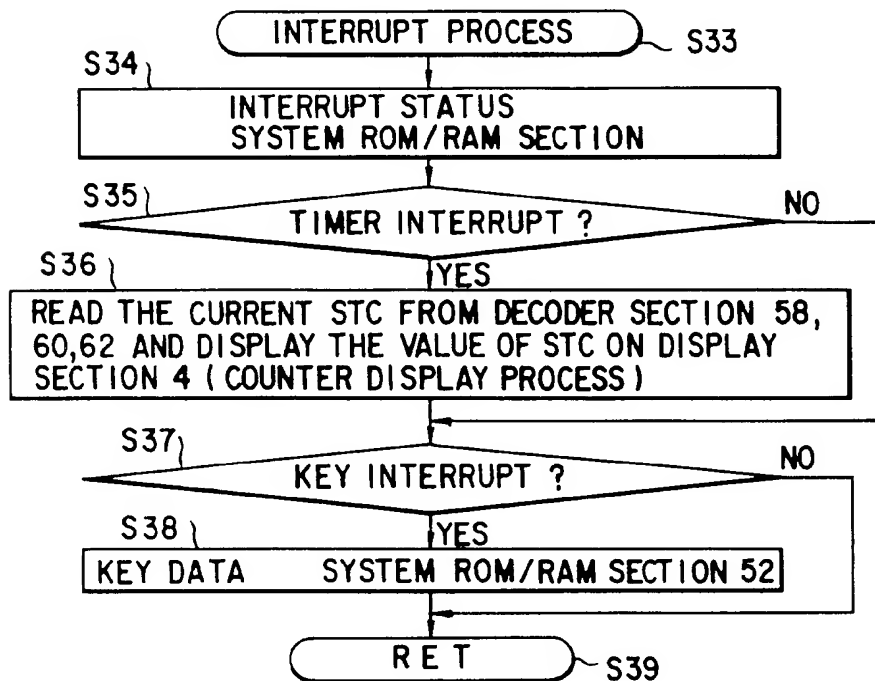 INTERRUPT PROCESS
S33
S34
INTERRUPT STATUS
SYSTEM ROM/RAM SECTION
S35
TIMER INTERRUPT ?
NO
S36
YES
READ THE CURRENT STC FROM DECODER SECTION 58,
60,62 AND DISPLAY THE VALUE OF STC ON DISPLAY
SECTION 4 (COUNTER DISPLAY PROCESS)
S37
KEY INTERRUPT ?
NO
S38
YES
KEY DATA SYSTEM ROM/RAM SECTION 52
RET
S39